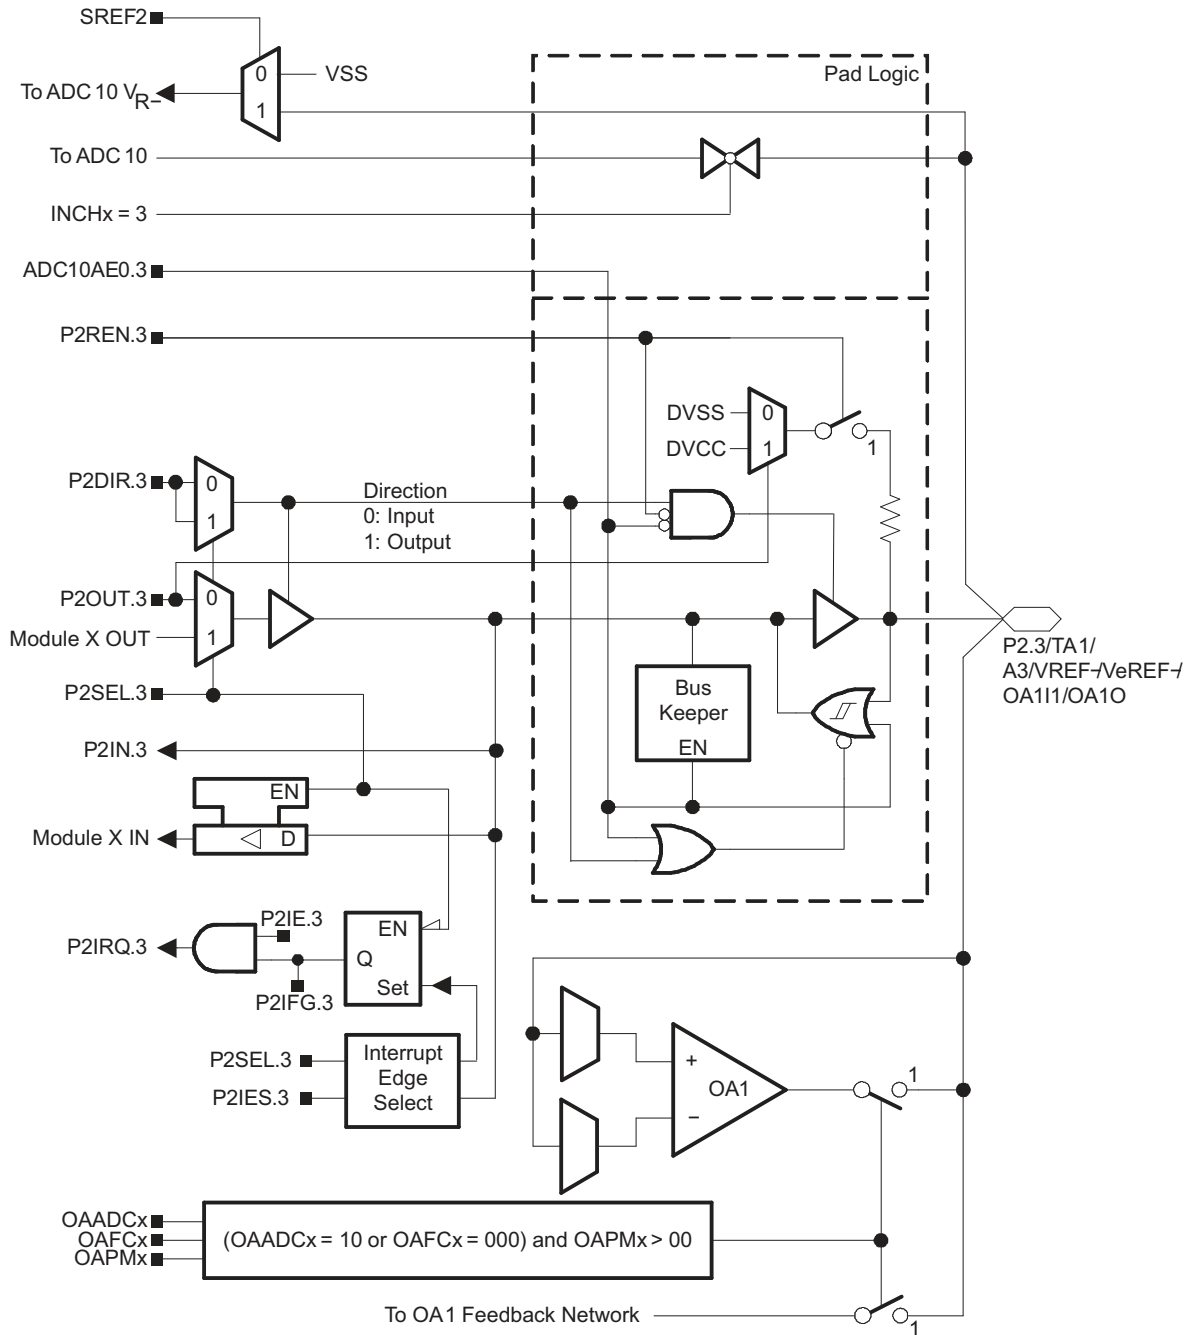 SREF2
0
VSS
To ADC 10 VR−
1
Pad Logic
To ADC 10
INCHx = 3
ADC10AE0.3
P2REN.3
DVSS
0
DVCC
1
1
P2DIR.3
0
1
Direction
0: Input
1: Output
P2OUT.3
0
Module X OUT
1
P2SEL.3
Bus
Keeper
EN
P2.3/TA1/
A3/VREF−/VeREF−/
OA1I1/OA1O
P2IN.3
EN
Module X IN
D
P2IE.3
P2IRQ.3
EN
Q
Set
P2IFG.3
P2SEL.3
P2IES.3
Interrupt
Edge
Select
+
OA1
−
1
OAADCx
OAFCx
OAPMx
(OAADCx = 10 or OAFCx = 000) and OAPMx > 00
To OA1 Feedback Network
1